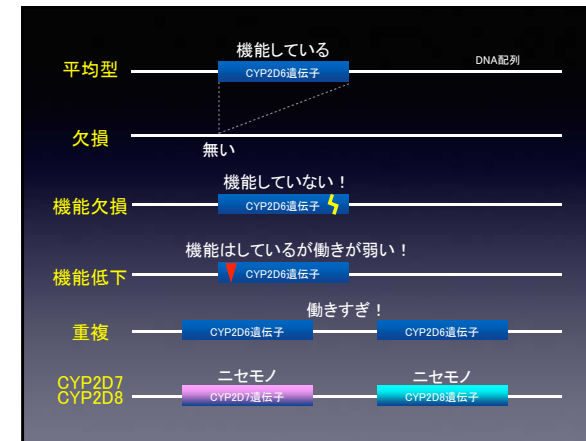 機能している
平均型
CYP2D6遺伝子
DNA配列
欠損
無い
機能していない！
機能欠損
CYP2D6遺伝子
機能はしているが働きが弱い！
機能低下
CYP2D6遺伝子
働きすぎ！
重複
CYP2D6遺伝子
CYP2D6遺伝子
ニセモノ
ニセモノ
CYP2D7
CYP2D8
CYP2D7遺伝子
CYP2D8遺伝子